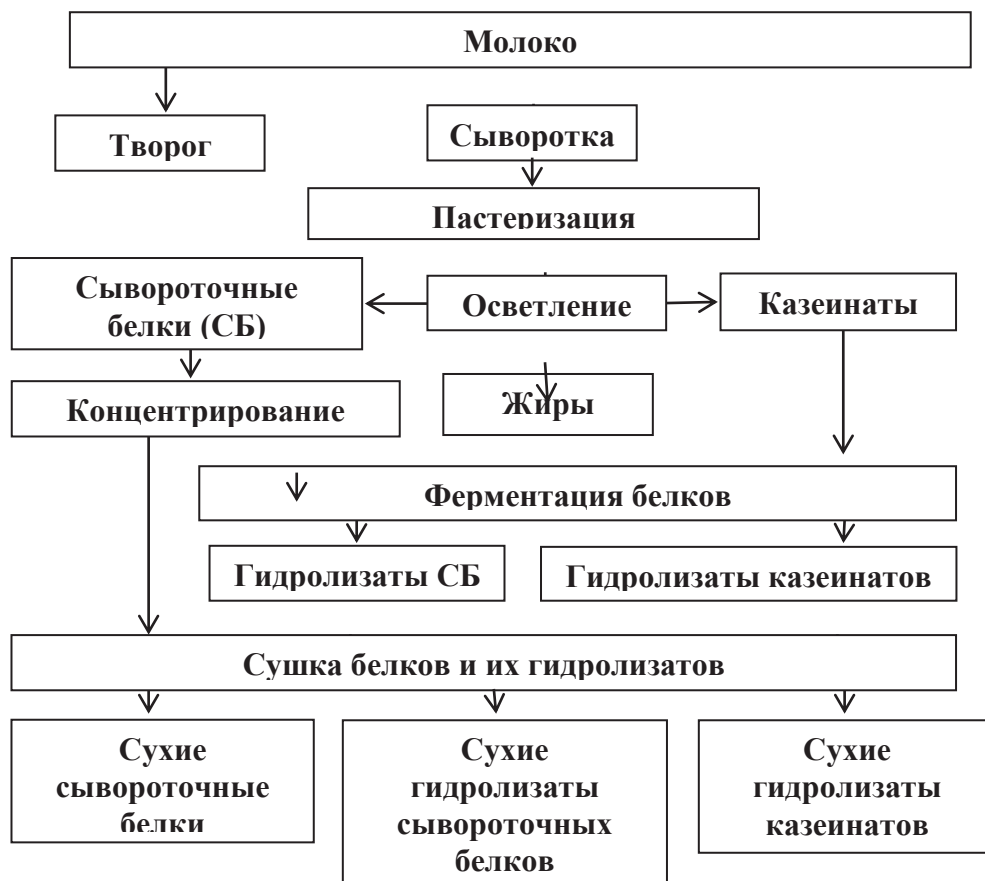 Молоко
Творог
Сыворотка
Пастеризация
Сывороточные
белки (СБ)
Осветление
Казеинаты
Концентрирование
Жиры
Ферментация белков
Гидролизаты СБ
Гидролизаты казеинатов
Сушка белков и их гидролизатов
Сухие
сывороточные
белки
Сухие
гидролизаты
сывороточных
белков
Сухие
гидролизаты
казеинатов